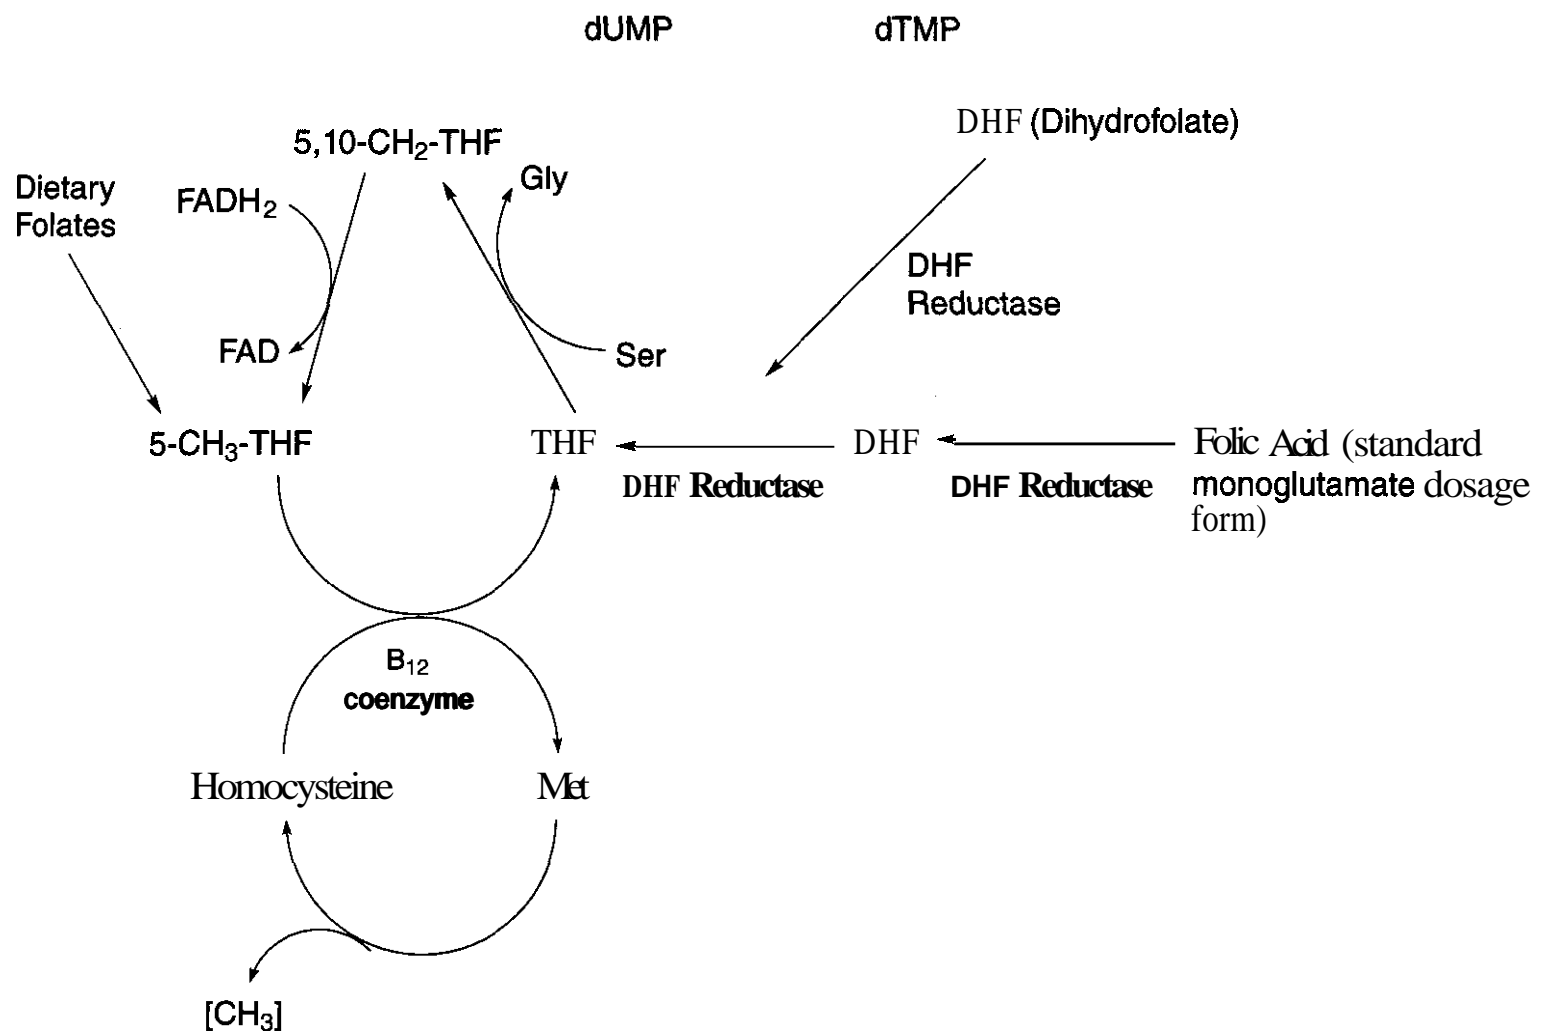 dUMP dTMP
DHF (Dihydrofolate)
5,10-CH₂-THF
Gly
Dietary
Folates
FADH₂
DHF
Reductase
FAD
Ser
5-CH₃-THF
THF
DHF
Folic Acid (standard
monoglutamate dosage
form)
DHF Reductase
DHF Reductase
B₁₂
coenzyme
Homocysteine
Met
[CH₃]